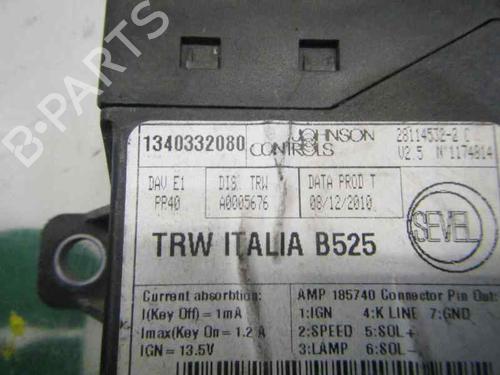 B-PARTS
JOHNSON CONTROLS
1340332080
28114532-2 C
V2.5 N°1174814
DAV E1
PP40
DIS. TRW
A0005676
DATA PROD T
08/12/2010
SEVEL
TRW ITALIA B525
Current absorbtion:
I(Key Off) = 1mA
Imax(Key On = 1.2 A
IGN = 13.5V
AMP 185740 Connector Pin Out:
1:IGN 4:K LINE 7:GND
2:SPEED 5:SOL+
3:LAMP 6:SOL-